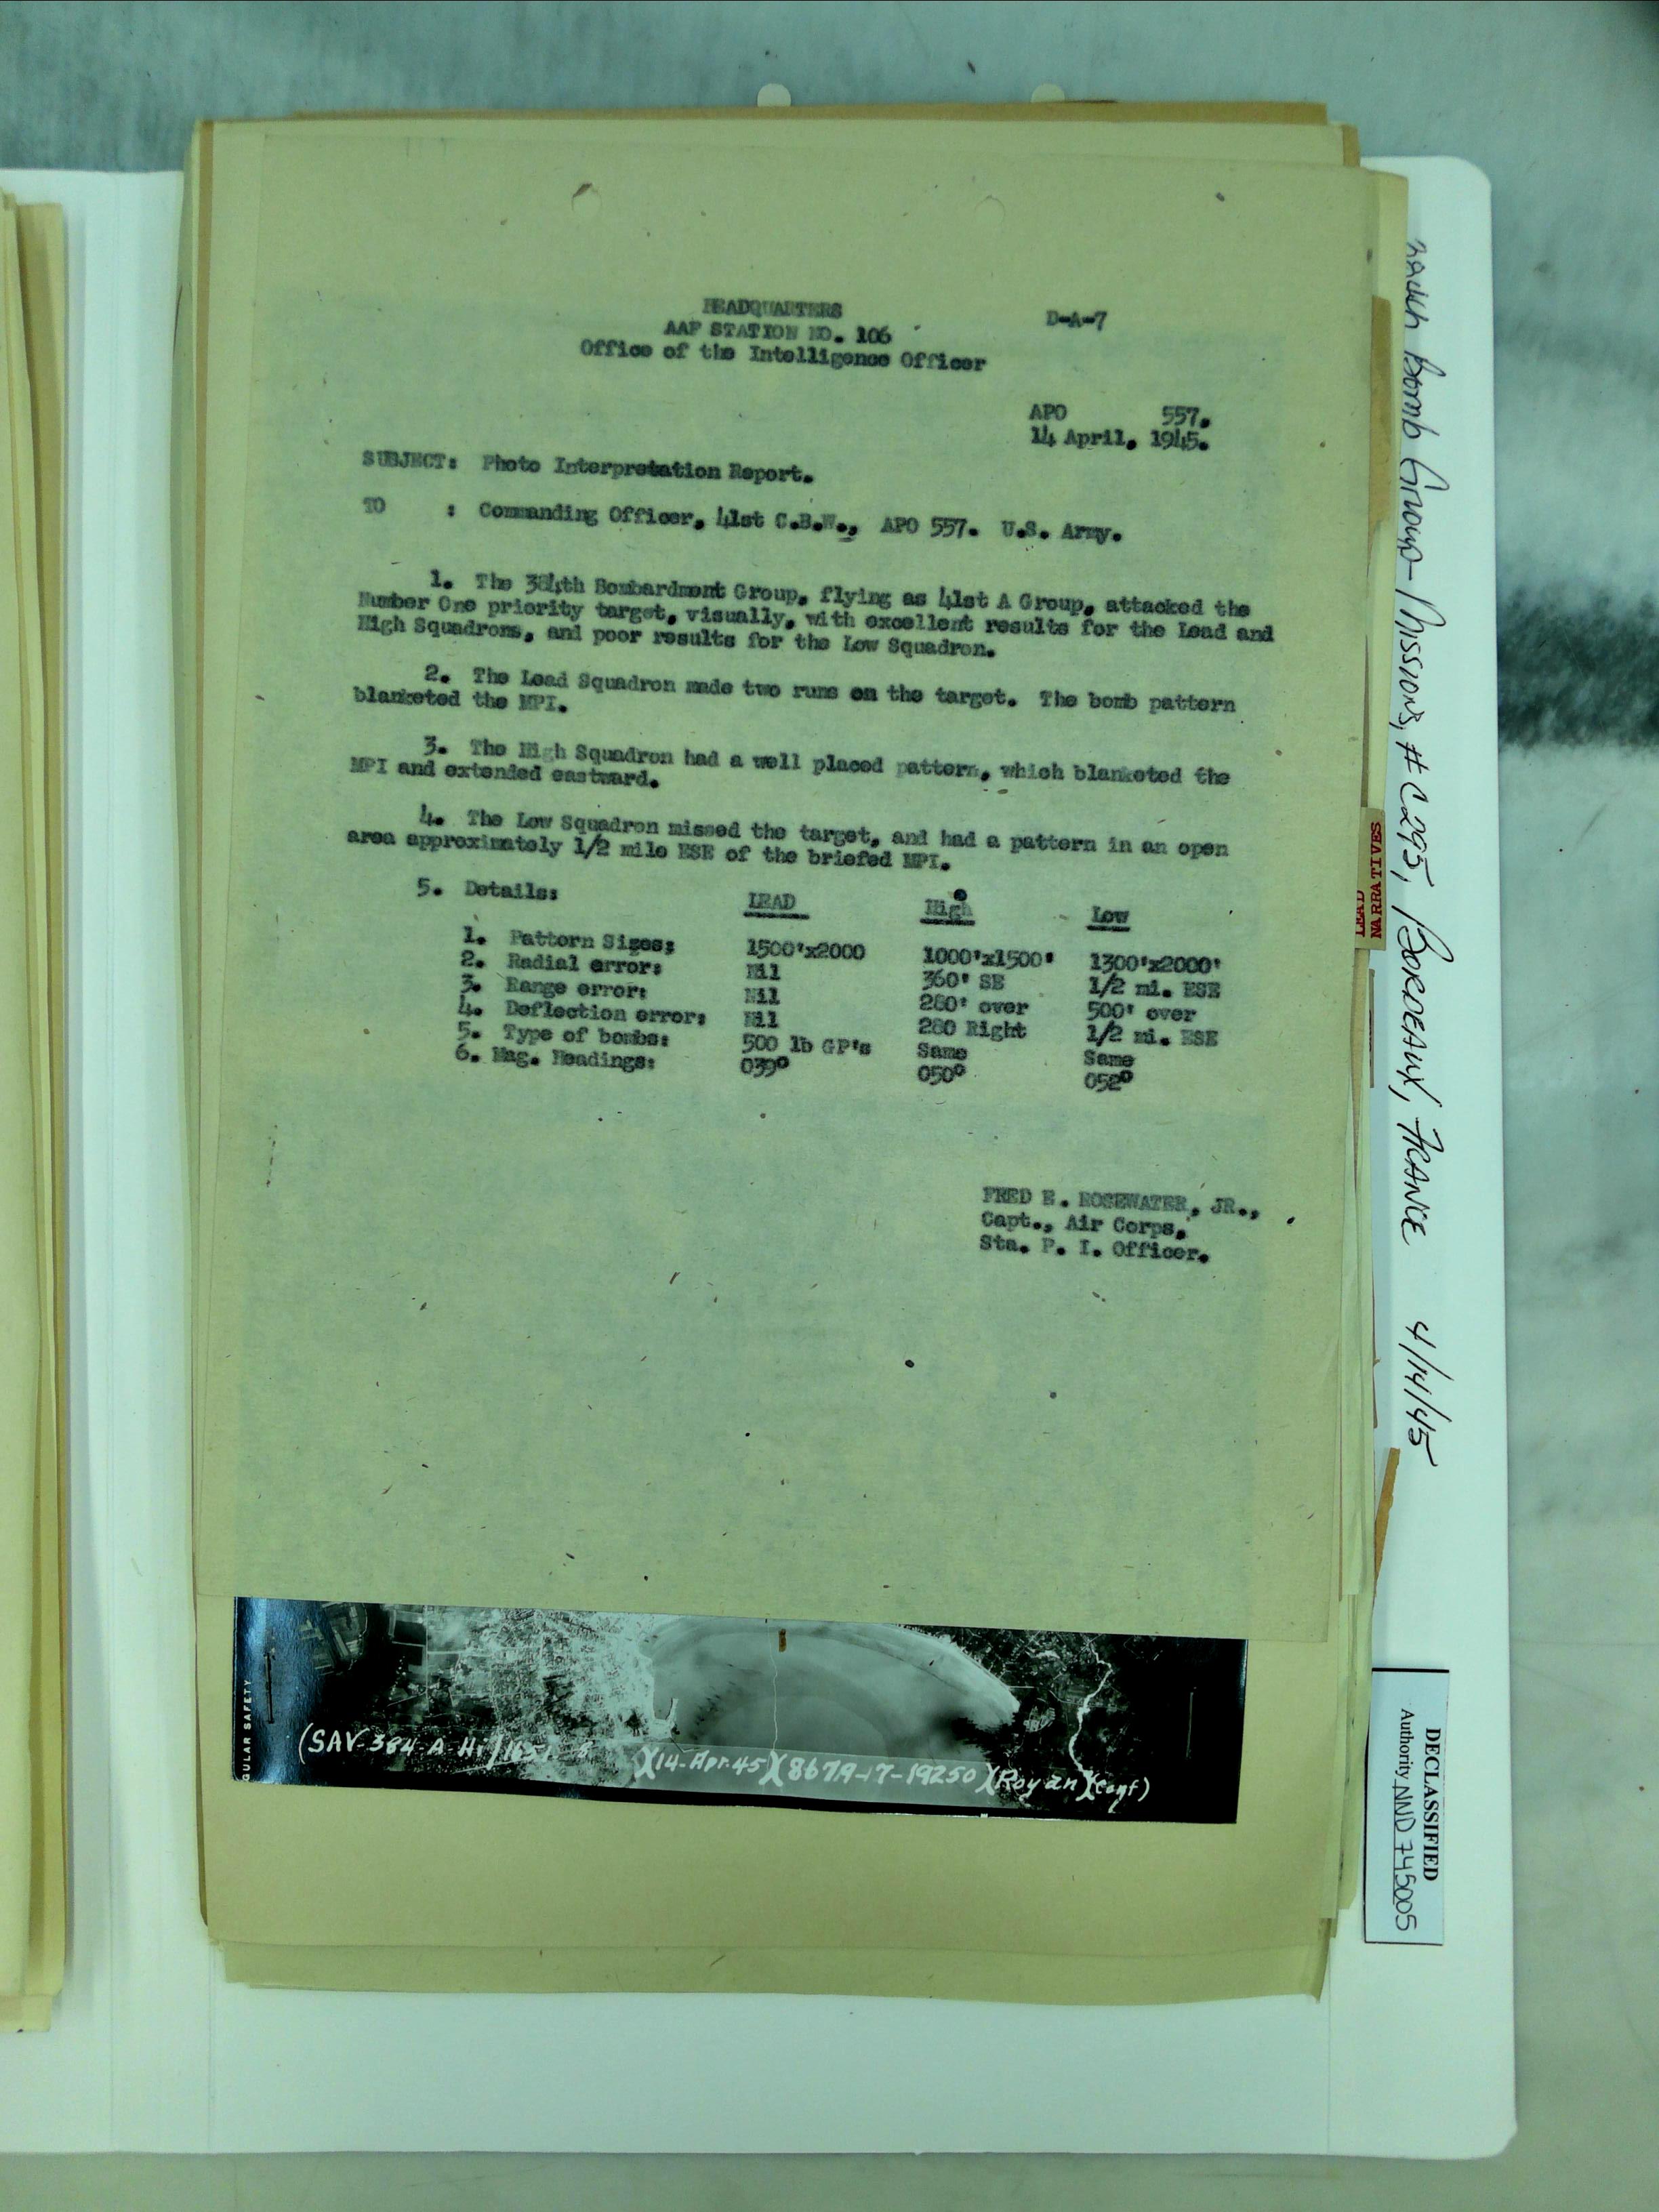 HEADQUARTERS
AAF STATION NO. 106
Office of the Intelligence Officer
D-A-7
APO 557.
14 April, 1945.
SUBJECT: Photo Interpretation Report.
TO : Commanding Officer, 41st C.B.W., APO 557. U.S. Army.
1. The 384th Bombardment Group, flying as 41st A Group, attacked the
Number One priority target, visually, with excellent results for the Lead and
High Squadrons, and poor results for the Low Squadron.
2. The Lead Squadron made two runs on the target. The bomb pattern
blanketed the MPI.
3. The High Squadron had a well placed pattern, which blanketed the
MPI and extended eastward.
4. The Low Squadron missed the target, and had a pattern in an open
area approximately 1/2 mile ESE of the briefed MPI.
5. Details: LEAD High Low
1. Pattern Sizes: 1500'x2000 1000'x1500' 1300'x2000'
2. Radial error: Nil 360' SE 1/2 mi. ESE
3. Range error: Nil 280' over 500' over
4. Deflection error: Nil 280 Right 1/2 mi. ESE
5. Type of bombs: 500 lb GP's Same Same
6. Mag. Headings: 039° 050° 052°
FRED E. ROSEWATER, JR.,
Capt., Air Corps,
Sta. P. I. Officer.
GULAR SAFETY
(SAV-384-A-Hi/ )(14-Apr-45)(867A-17-19250)(Royan)(Conf)
384th Bomb Group- Missions, #C293, BORDEAUX, FRANCE 4/14/45
LEAD
NARRATIVES
DECLASSIFIED
Authority NND 745005